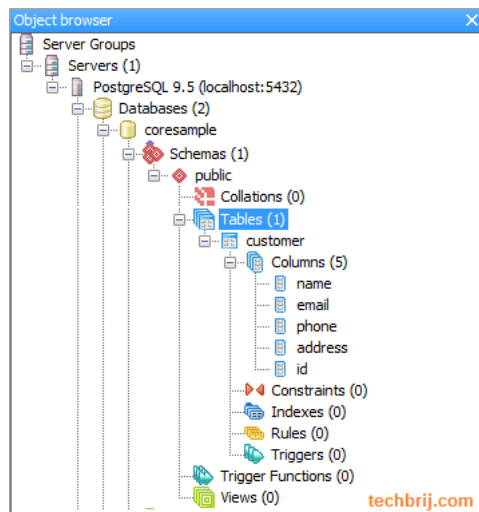 Object browser
Server Groups
Servers (1)
PostgreSQL 9.5 (localhost:5432)
Databases (2)
coresample
Schemas (1)
public
Collations (0)
Tables (1)
customer
Columns (5)
name
email
phone
address
id
Constraints (0)
Indexes (0)
Rules (0)
Triggers (0)
Trigger Functions (0)
Views (0)
techbrij.com